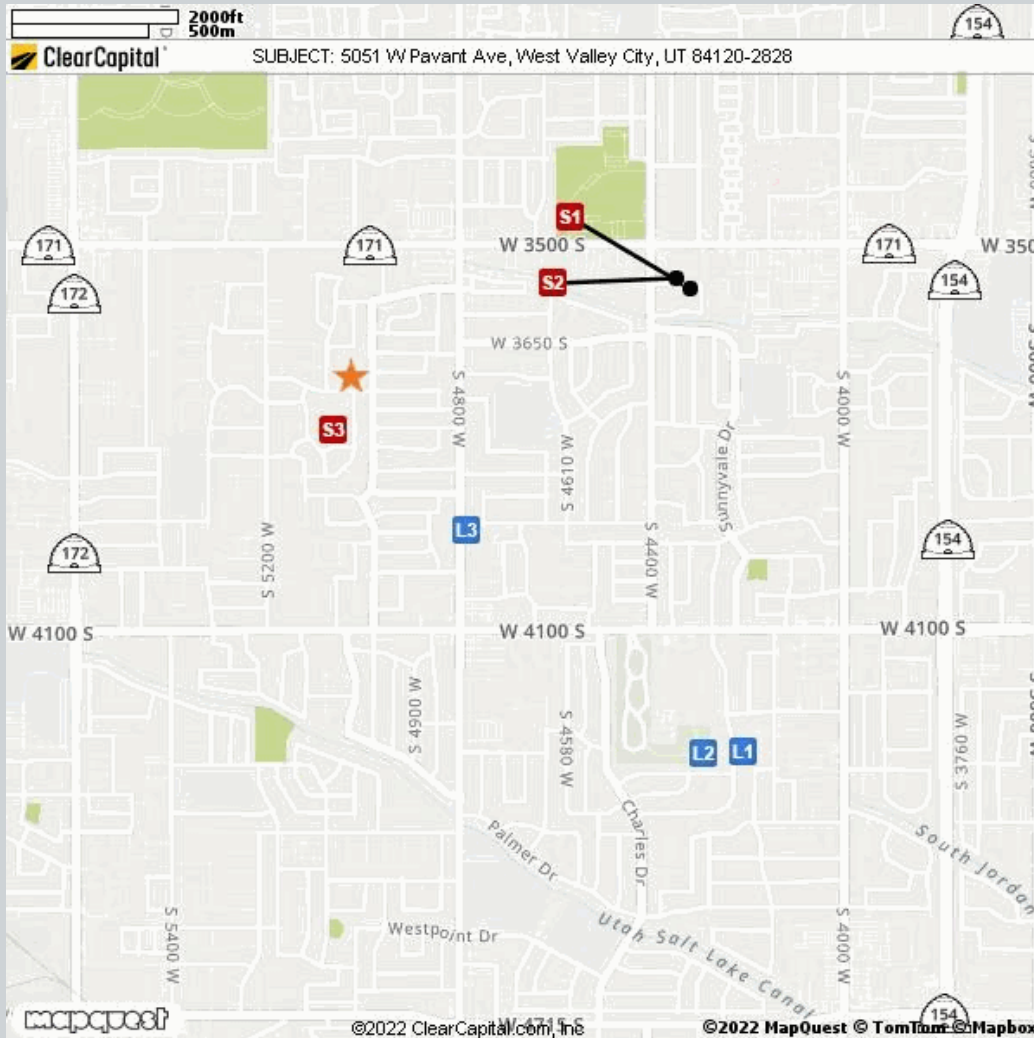 2000ft
500m
154
ClearCapital
SUBJECT: 5051 W Pavant Ave, West Valley City, UT 84120-2828
S1
171
171
W 3500 S
171
W 350
172
S2
154
W 3650 S
S 4800 W
S 4000 W
S3
S 4610 W
Sunnyvale Dr
L3
S 5200 W
S 4400 W
172
154
W 4100 S
W 4100 S
W 4100 S
S 4900 W
S 4580 W
L2
L1
S 3760 W
Charles Dr
Palmer Dr
South Jordan
S 5400 W
Westpoint Dr
Utah Salt Lake Canal
S 4000 W
154
mapquest
©2022 ClearCapital.com, Inc
W 4715 S
©2022 MapQuest © TomTom © Mapbox